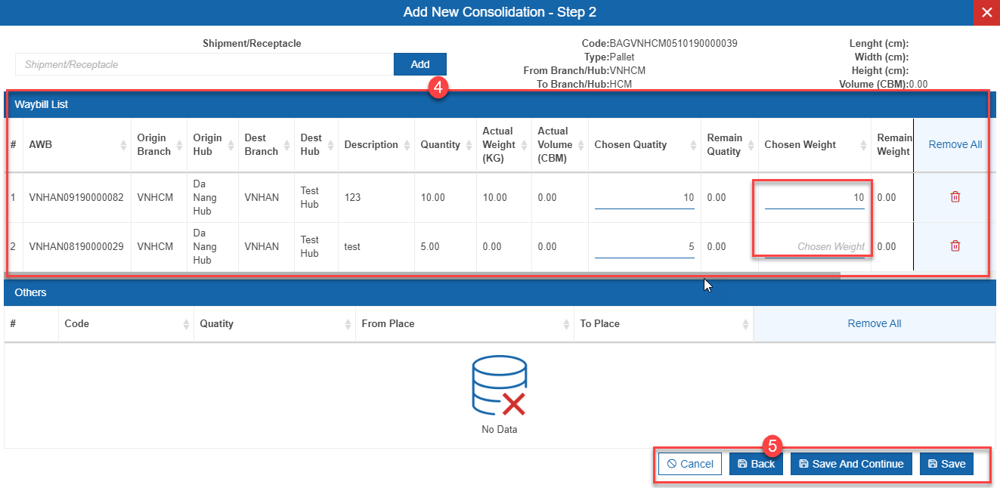 Add New Consolidation - Step 2
Shipment/Receptacle
Shipment/Receptacle
Add
Code:BAGVNHCM0510190000039
Type:Pallet
From Branch/Hub:VNHCM
To Branch/Hub:HCM
Lenght (cm):
Width (cm):
Height (cm):
Volume (CBM):0.00
4
Waybill List
# AWB Origin Branch Origin Hub Dest Branch Dest Hub Description Quantity Actual Weight (KG) Actual Volume (CBM) Chosen Quatity Remain Quatity Chosen Weight Remain Weight Remove All
1 VNHAN09190000082 VNHCM Da Nang Hub VNHAN Test Hub 123 10.00 10.00 0.00 10 0.00 10 0.00
2 VNHAN08190000029 VNHCM Da Nang Hub VNHAN Test Hub test 5.00 0.00 0.00 5 0.00 Chosen Weight 0.00
Others
# Code Quatity From Place To Place Remove All
No Data
5
Cancel Back Save And Continue Save